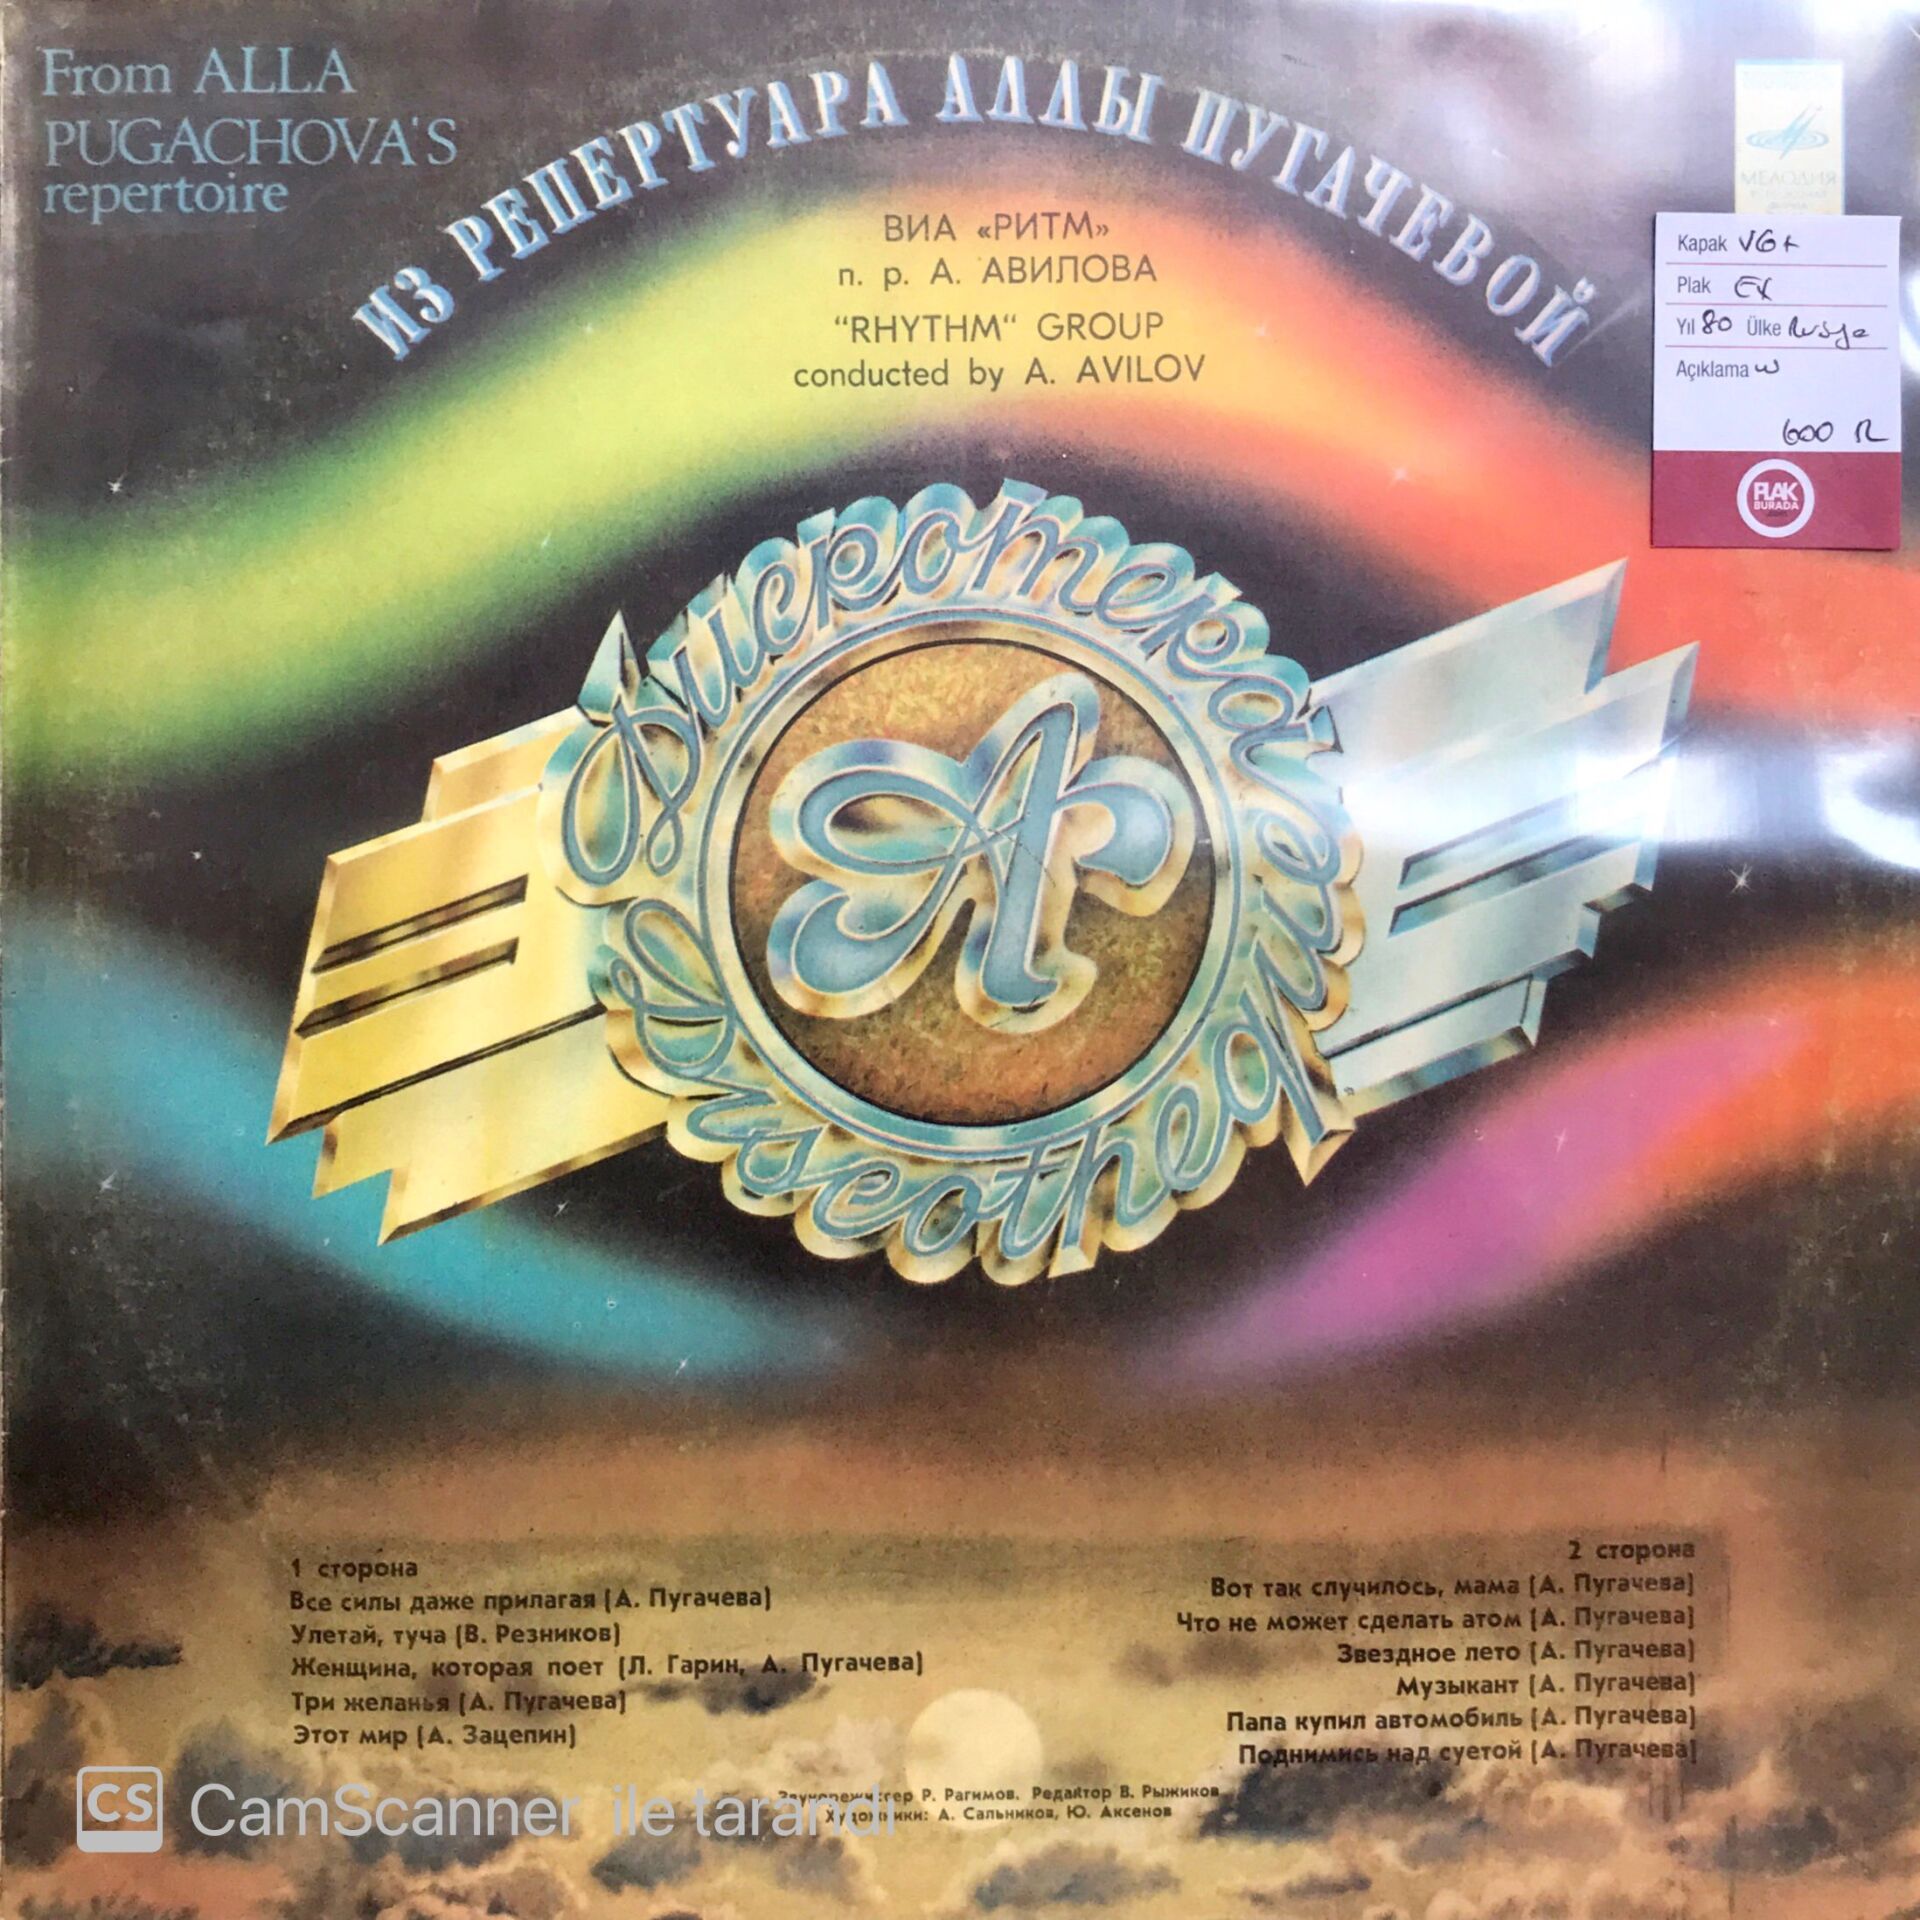 From ALLA
PUGACHOVA'S
repertoire
ИЗ РЕПЕРТУАРА АЛЛЫ ПУГАЧЕВОЙ
ВИА «РИТМ»
п. р. А. АВИЛОВА
“RHYTHM“ GROUP
conducted by A. AVILOV
МЕЛОДИЯ
Kapak VG+
Plak EX
Yıl 80 Ülke Rusya
Açıklama
600
PLAK
BURADA
Дискотека
A
Discotheque
1 сторона
Все силы даже прилагая (А. Пугачева)
Улетай, туча (В. Резников)
Женщина, которая поет (Л. Гарин, А. Пугачева)
Три желанья (А. Пугачева)
Этот мир (А. Зацепин)
2 сторона
Вот так случилось, мама (А. Пугачева)
Что не может сделать атом (А. Пугачева)
Звездное лето (А. Пугачева)
Музыкант (А. Пугачева)
Папа купил автомобиль (А. Пугачева)
Поднимись над суетой (А. Пугачева)
Звукорежиссер Р. Рагимов. Редактор В. Рыжиков
Художники: А. Сальников, Ю. Аксенов
CS CamScanner ile tarandı